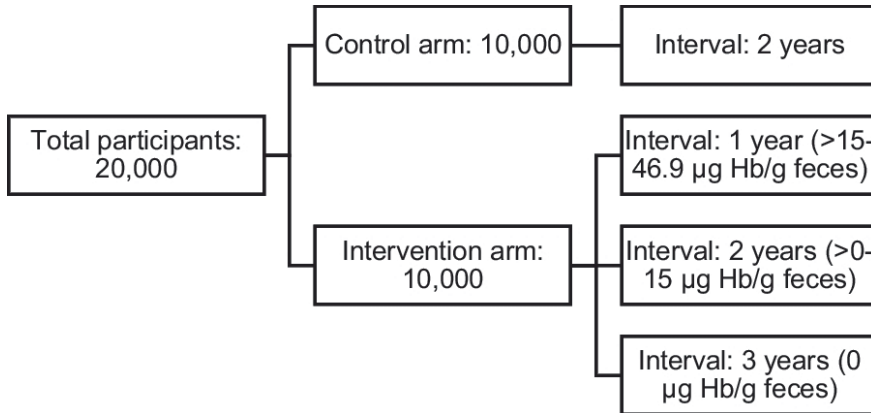 Control arm: 10,000
Interval: 2 years
Total participants:
20,000
Interval: 1 year (>15-
46.9 µg Hb/g feces)
Intervention arm:
10,000
Interval: 2 years (>0-
15 µg Hb/g feces)
Interval: 3 years (0
µg Hb/g feces)